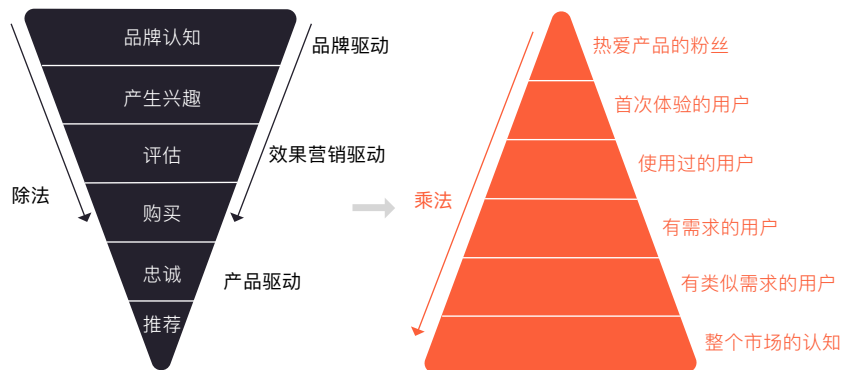 品牌认知
产生兴趣
评估
购买
忠诚
推荐
除法
品牌驱动
效果营销驱动
产品驱动
乘法
热爱产品的粉丝
首次体验的用户
使用过的用户
有需求的用户
有类似需求的用户
整个市场的认知